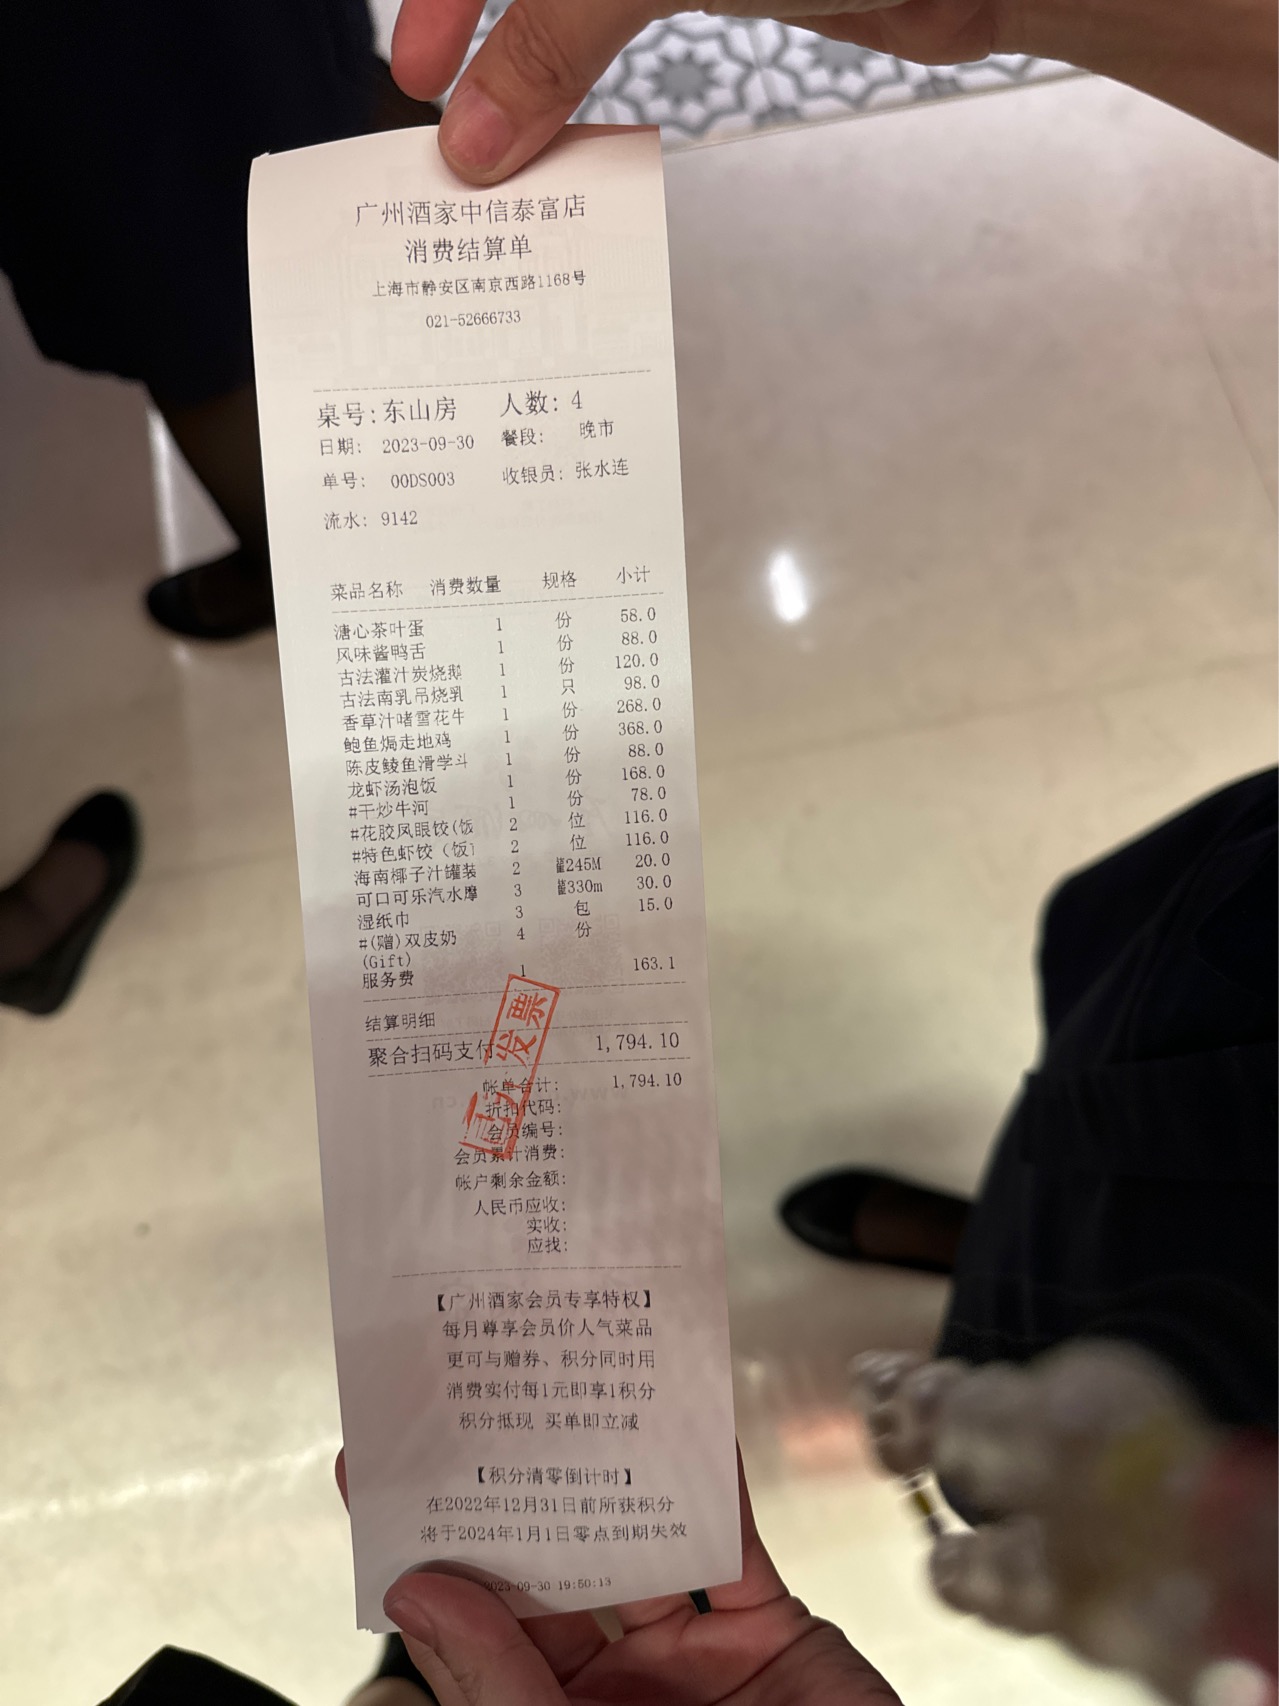 广州酒家中信泰富店
消费结算单
上海市静安区南京西路1168号
021-52666733
桌号:东山房 人数: 4
日期: 2023-09-30 餐段: 晚市
单号: 00DS003 收银员: 张水连
流水: 9142
菜品名称 消费数量 规格 小计
溏心茶叶蛋 1 份 58.0
风味酱鸭舌 1 份 88.0
古法灌汁炭烧鹅 1 份 120.0
古法南乳吊烧乳 1 只 98.0
香草汁啫雪花牛 1 份 268.0
鲍鱼焗走地鸡 1 份 368.0
陈皮鲮鱼滑学斗 1 份 88.0
龙虾汤泡饭 1 份 168.0
#干炒牛河 1 份 78.0
#花胶凤眼饺(饭 2 位 116.0
#特色虾饺（饭） 2 位 116.0
海南椰子汁罐装 2 罐245M 20.0
可口可乐汽水摩 3 罐330m 30.0
湿纸巾 3 包 15.0
#(赠)双皮奶 4 份
(Gift)
服务费 1 163.1
结算明细
聚合扫码支付 1,794.10
帐单合计: 1,794.10
折扣代码:
会员编号:
会员累计消费:
帐户剩余金额:
人民币应收:
实收:
应找:
【广州酒家会员专享特权】
每月尊享会员价人气菜品
更可与赠券、积分同时用
消费实付每1元即享1积分
积分抵现 买单即立减
【积分清零倒计时】
在2022年12月31日前所获积分
将于2024年1月1日零点到期失效
2023-09-30 19:50:13
发票